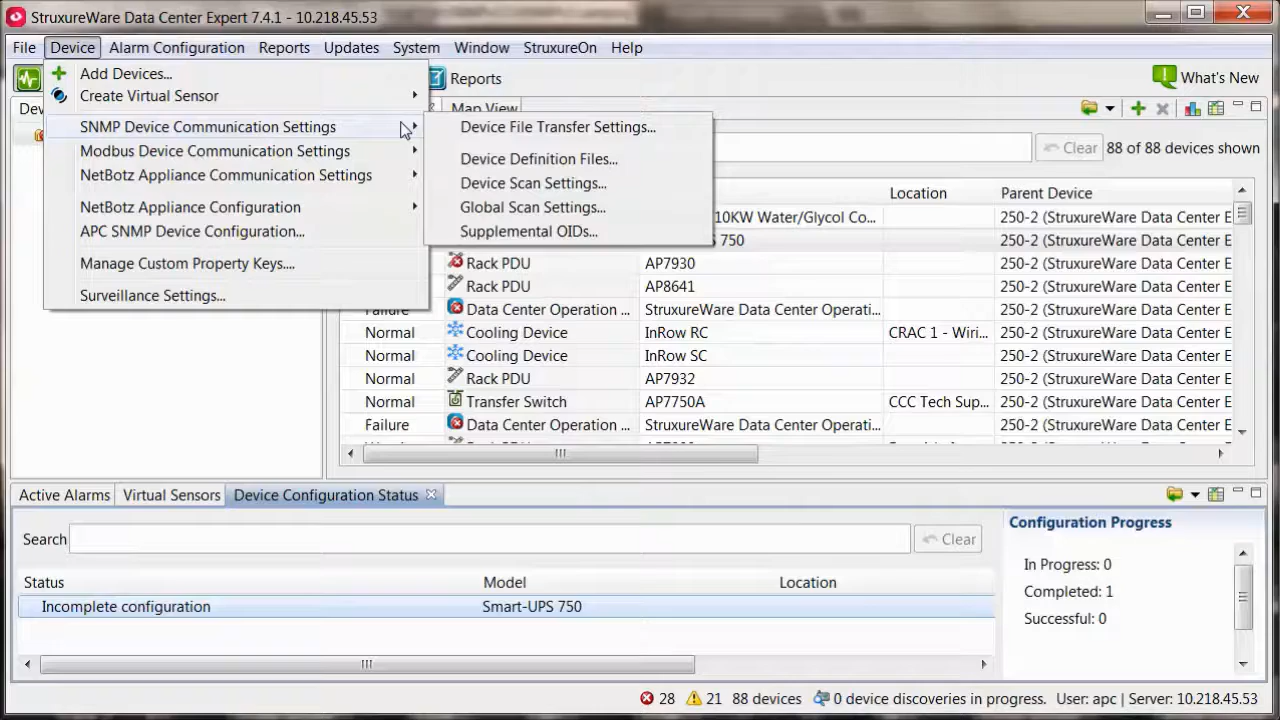 StruxureWare Data Center Expert 7.4.1 - 10.218.45.53
File Device Alarm Configuration Reports Updates System Window StruxureOn Help
Add Devices...
Create Virtual Sensor
SNMP Device Communication Settings
Modbus Device Communication Settings
NetBotz Appliance Communication Settings
NetBotz Appliance Configuration
APC SNMP Device Configuration...
Manage Custom Property Keys....
Surveillance Settings...
Device File Transfer Settings...
Device Definition Files...
Device Scan Settings...
Global Scan Settings...
Supplemental OIDs...
Reports What's New
Map View
Clear 88 of 88 devices shown
Location Parent Device
10KW Water/Glycol Co... 250-2 (StruxureWare Data Center E
750 250-2 (StruxureWare Data Center E
Rack PDU AP7930 250-2 (StruxureWare Data Center E
Rack PDU AP8641 250-2 (StruxureWare Data Center E
Failure Data Center Operation ... StruxureWare Data Center Operati... 250-2 (StruxureWare Data Center E
Normal Cooling Device InRow RC CRAC 1 - Wiri... 250-2 (StruxureWare Data Center E
Normal Cooling Device InRow SC 250-2 (StruxureWare Data Center E
Normal Rack PDU AP7932 250-2 (StruxureWare Data Center E
Normal Transfer Switch AP7750A CCC Tech Sup... 250-2 (StruxureWare Data Center E
Failure Data Center Operation ... StruxureWare Data Center Operati... 250-2 (StruxureWare Data Center E
Active Alarms Virtual Sensors Device Configuration Status
Search Clear
Status Model Location
Incomplete configuration Smart-UPS 750
Configuration Progress
In Progress: 0
Completed: 1
Successful: 0
28 21 88 devices 0 device discoveries in progress. User: apc | Server: 10.218.45.53